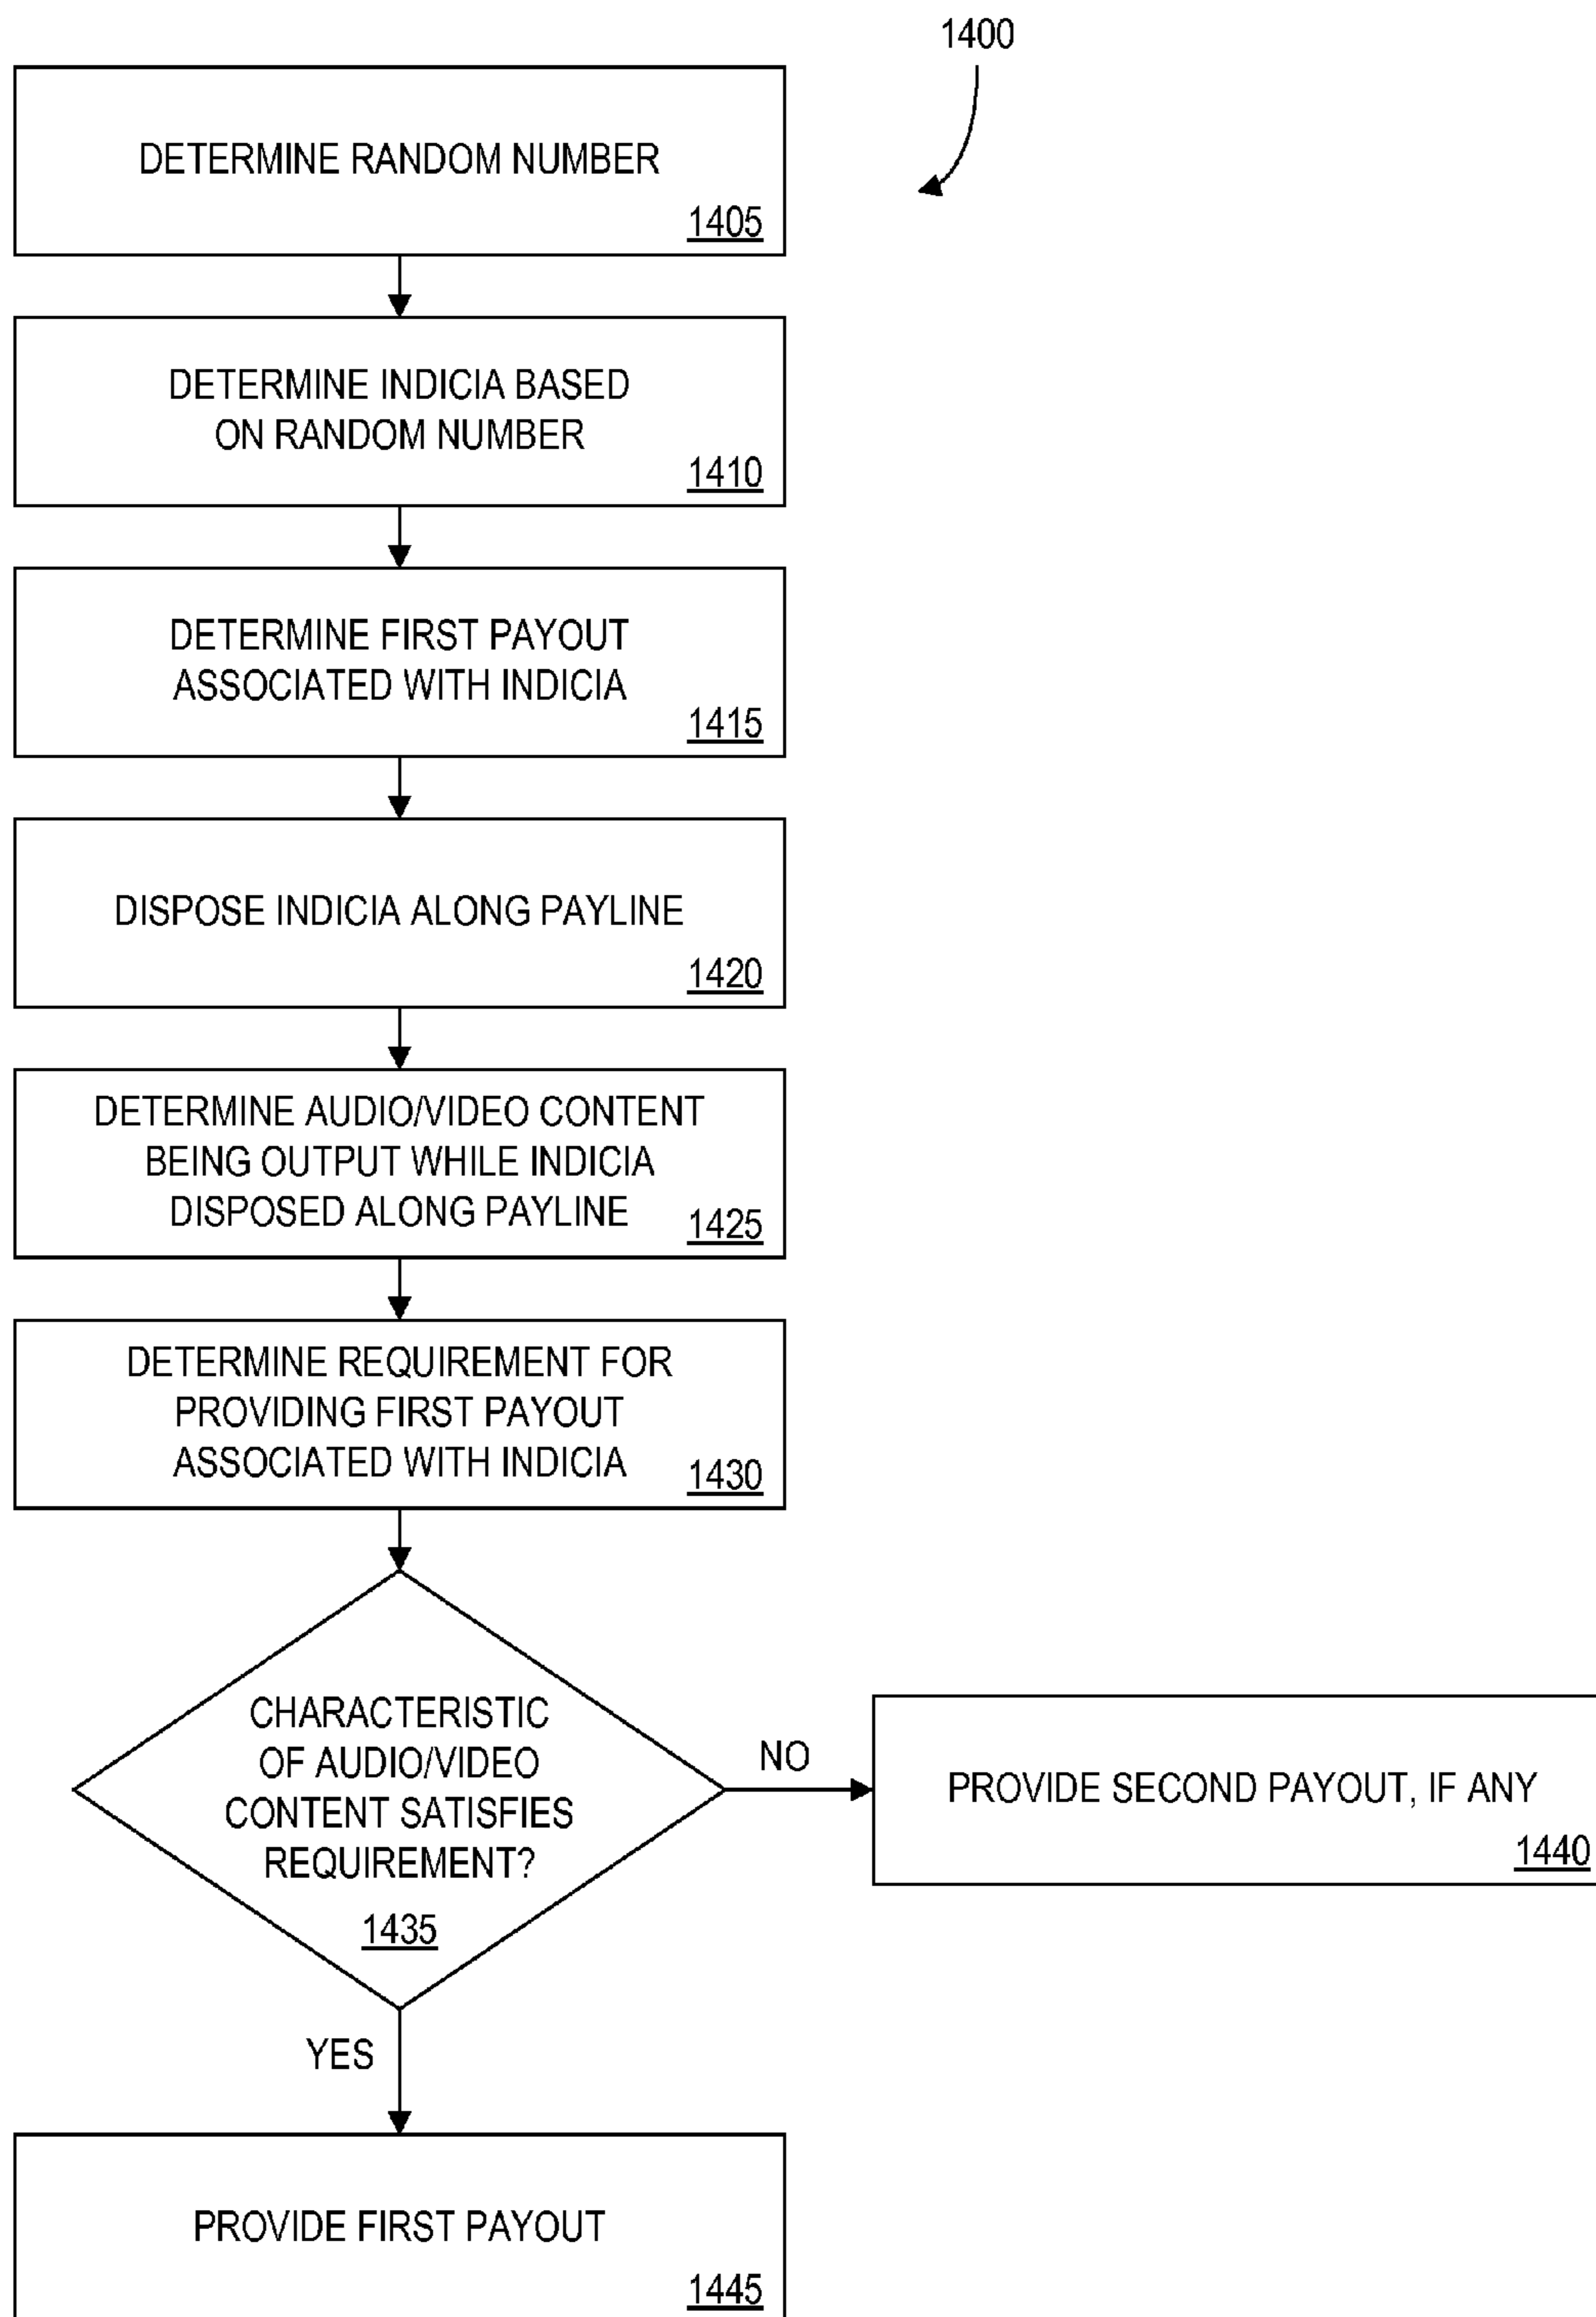 1400
DETERMINE RANDOM NUMBER
1405
DETERMINE INDICIA BASED
ON RANDOM NUMBER
1410
DETERMINE FIRST PAYOUT
ASSOCIATED WITH INDICIA
1415
DISPOSE INDICIA ALONG PAYLINE
1420
DETERMINE AUDIO/VIDEO CONTENT
BEING OUTPUT WHILE INDICIA
DISPOSED ALONG PAYLINE
1425
DETERMINE REQUIREMENT FOR
PROVIDING FIRST PAYOUT
ASSOCIATED WITH INDICIA
1430
CHARACTERISTIC
OF AUDIO/VIDEO
CONTENT SATISFIES
REQUIREMENT?
1435
NO
PROVIDE SECOND PAYOUT, IF ANY
1440
YES
PROVIDE FIRST PAYOUT
1445